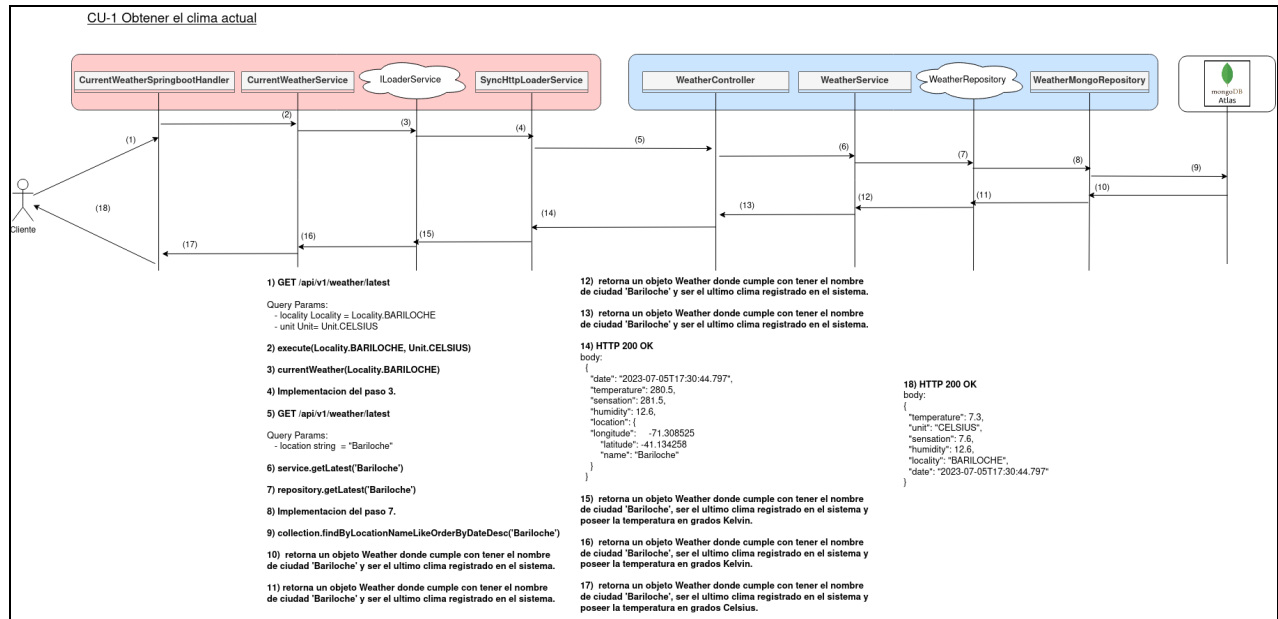 CU-1 Obtener el clima actual
CurrentWeatherSpringbootHandler
CurrentWeatherService
ILoaderService
SyncHttpLoaderService
WeatherController
WeatherService
WeatherRepository
WeatherMongoRepository
mongoDB
Atlas
(1)
(2)
(3)
(4)
(5)
(6)
(7)
(8)
(9)
(10)
(11)
(12)
(13)
(14)
(15)
(16)
(17)
(18)
Cliente
1) GET /api/v1/weather/latest
Query Params:
- locality Locality = Locality.BARILOCHE
- unit Unit= Unit.CELSIUS
2) execute(Locality.BARILOCHE, Unit.CELSIUS)
3) currentWeather(Locality.BARILOCHE)
4) Implementacion del paso 3.
5) GET /api/v1/weather/latest
Query Params:
- location string = "Bariloche"
6) service.getLatest('Bariloche')
7) repository.getLatest('Bariloche')
8) Implementacion del paso 7.
9) collection.findByLocationNameLikeOrderByDateDesc('Bariloche')
10) retorna un objeto Weather donde cumple con tener el nombre
de ciudad 'Bariloche' y ser el ultimo clima registrado en el sistema.
11) retorna un objeto Weather donde cumple con tener el nombre
de ciudad 'Bariloche' y ser el ultimo clima registrado en el sistema.
12) retorna un objeto Weather donde cumple con tener el nombre
de ciudad 'Bariloche' y ser el ultimo clima registrado en el sistema.
13) retorna un objeto Weather donde cumple con tener el nombre
de ciudad 'Bariloche' y ser el ultimo clima registrado en el sistema.
14) HTTP 200 OK
body:
{
"date": "2023-07-05T17:30:44.797",
"temperature": 280.5,
"sensation": 281.5,
"humidity": 12.6,
"location": {
"longitude": -71.308525
"latitude": -41.134258
"name": "Bariloche"
}
}
15) retorna un objeto Weather donde cumple con tener el nombre
de ciudad 'Bariloche', ser el ultimo clima registrado en el sistema y
poseer la temperatura en grados Kelvin.
16) retorna un objeto Weather donde cumple con tener el nombre
de ciudad 'Bariloche', ser el ultimo clima registrado en el sistema y
poseer la temperatura en grados Kelvin.
17) retorna un objeto Weather donde cumple con tener el nombre
de ciudad 'Bariloche', ser el ultimo clima registrado en el sistema y
poseer la temperatura en grados Celsius.
18) HTTP 200 OK
body:
{
"temperature": 7.3,
"unit": "CELSIUS",
"sensation": 7.6,
"humidity": 12.6,
"locality": "BARILOCHE",
"date": "2023-07-05T17:30:44.797"
}